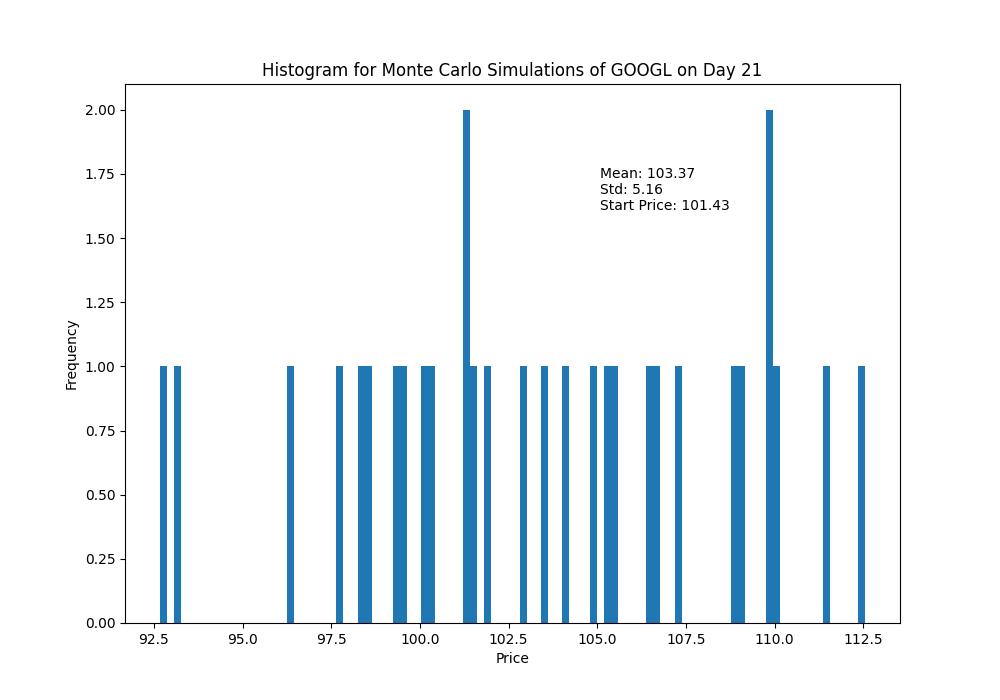 Histogram for Monte Carlo Simulations of GOOGL on Day 21
2.00
1.75
1.50
1.25
1.00
0.75
0.50
0.25
0.00
Frequency
Mean: 103.37
Std: 5.16
Start Price: 101.43
92.5 95.0 97.5 100.0 102.5 105.0 107.5 110.0 112.5
Price